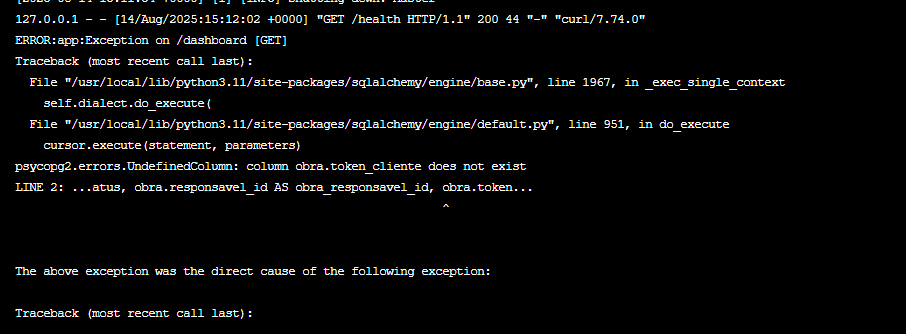 127.0.0.1 - - [14/Aug/2025:15:12:02 +0000] "GET /health HTTP/1.1" 200 44 "-" "curl/7.74.0"
ERROR:app:Exception on /dashboard [GET]
Traceback (most recent call last):
  File "/usr/local/lib/python3.11/site-packages/sqlalchemy/engine/base.py", line 1967, in _exec_single_context
    self.dialect.do_execute(
  File "/usr/local/lib/python3.11/site-packages/sqlalchemy/engine/default.py", line 951, in do_execute
    cursor.execute(statement, parameters)
psycopg2.errors.UndefinedColumn: column obra.token_cliente does not exist
LINE 2: ...atus, obra.responsavel_id AS obra_responsavel_id, obra.token...
                                                             ^
The above exception was the direct cause of the following exception:
Traceback (most recent call last):